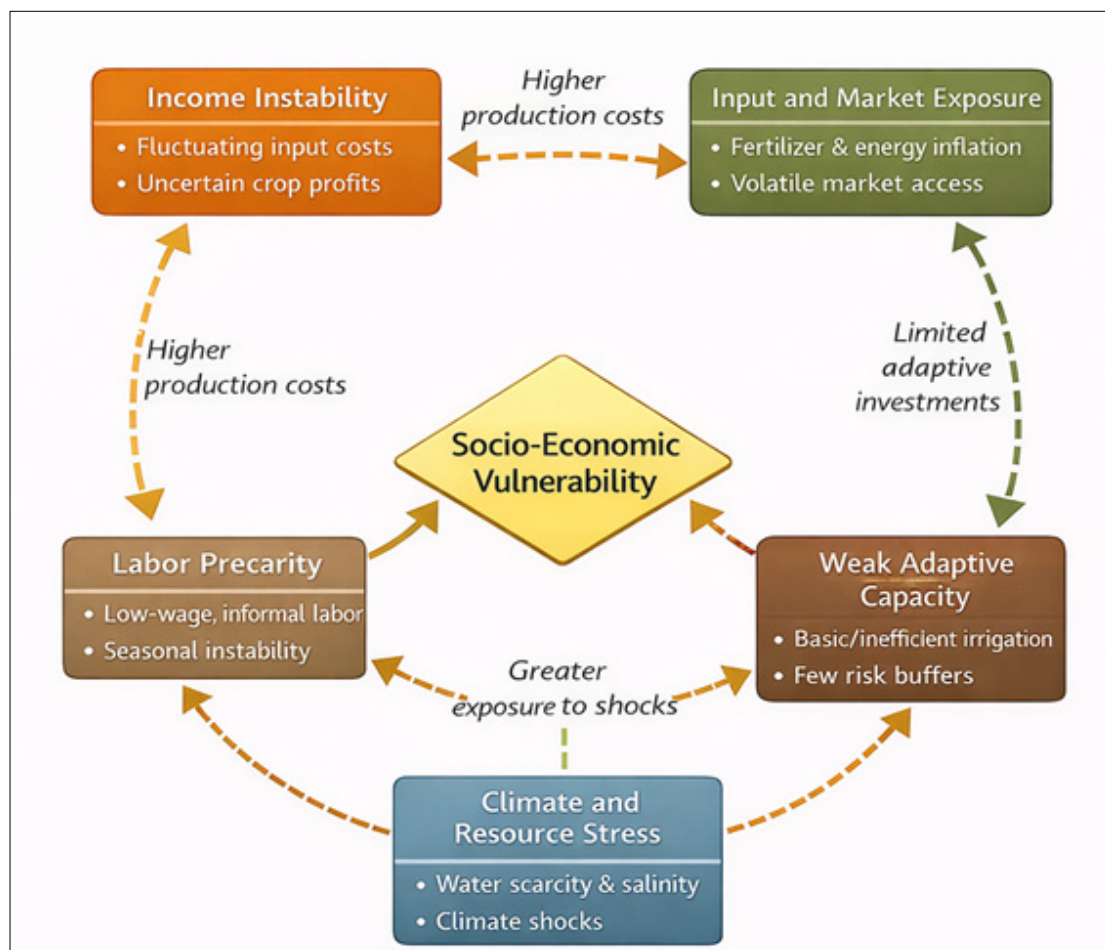 Income Instability
• Fluctuating input costs
• Uncertain crop profits
Higher
production costs
Input and Market Exposure
• Fertilizer & energy inflation
• Volatile market access
Higher
production costs
Limited
adaptive
investments
Socio-Economic
Vulnerability
Labor Precarity
• Low-wage, informal labor
• Seasonal instability
Weak Adaptive
Capacity
• Basic/inefficient irrigation
• Few risk buffers
Greater
exposure to shocks
Climate and
Resource Stress
• Water scarcity & salinity
• Climate shocks